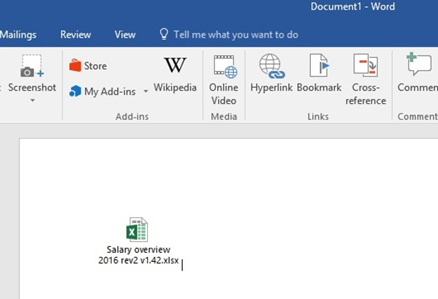 Document1 - Word
Mailings Review View Tell me what you want to do
Screenshot
Store
My Add-ins
W
Wikipedia
Add-ins
Online
Video
Media
Hyperlink Bookmark Cross-
reference
Links
Commen
Comment
Salary overview
2016 rev2 v1.42.xlsx